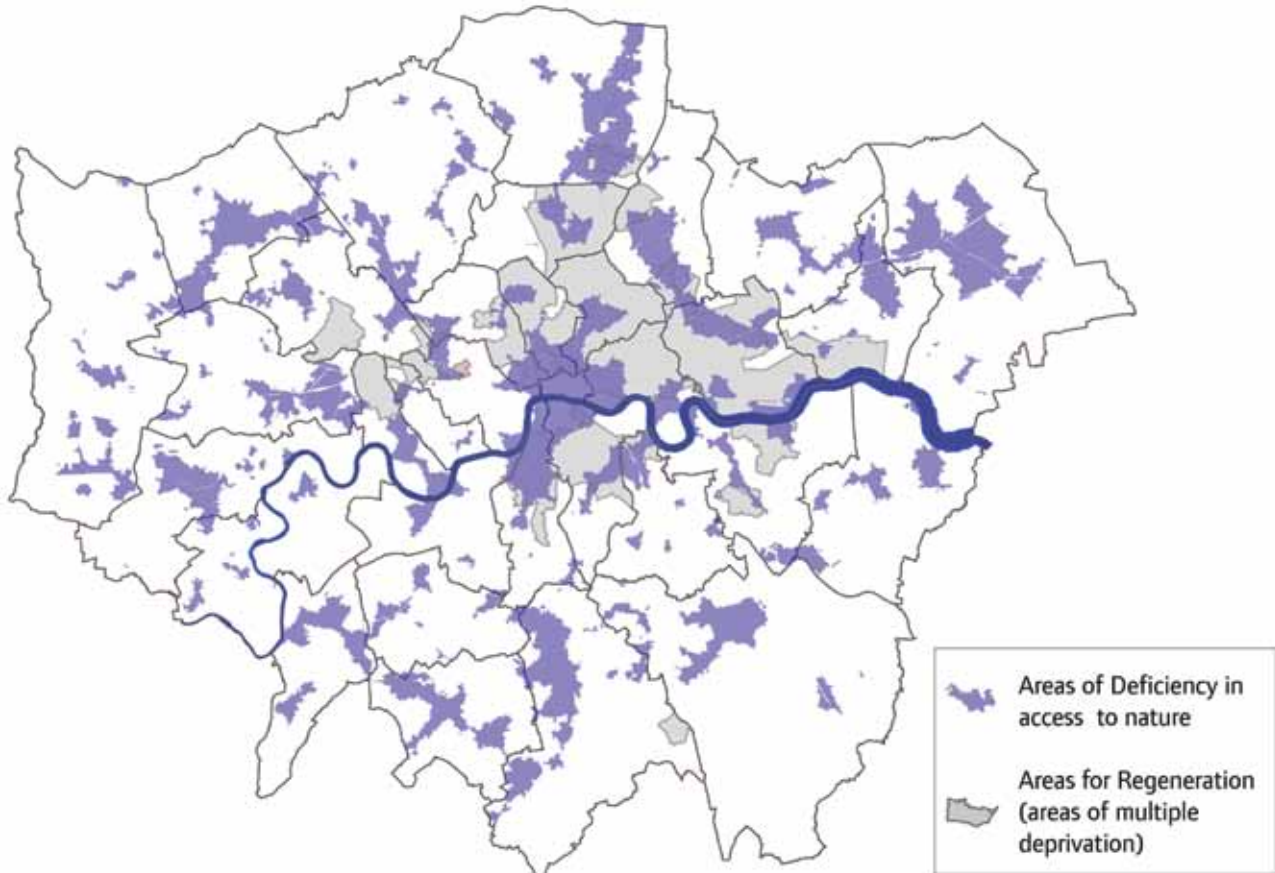 Areas of Deficiency in
access to nature
Areas for Regeneration
(areas of multiple
deprivation)